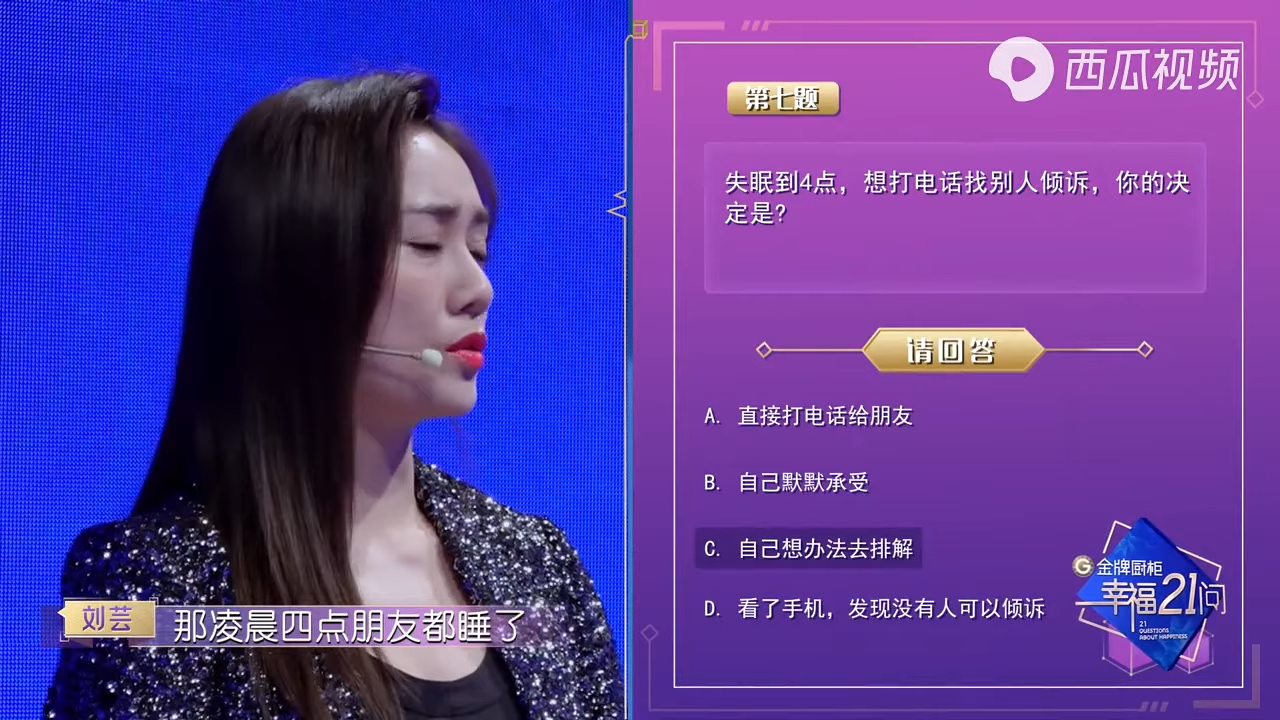 西瓜视频
第七题
失眠到4点，想打电话找别人倾诉，你的决
定是?
请回答
A. 直接打电话给朋友
B. 自己默默承受
C. 自己想办法去排解
D. 看了手机，发现没有人可以倾诉
刘芸 那凌晨四点朋友都睡了
G 金牌厨柜
幸福21问
21
QUESTIONS
ABOUT HAPPINESS